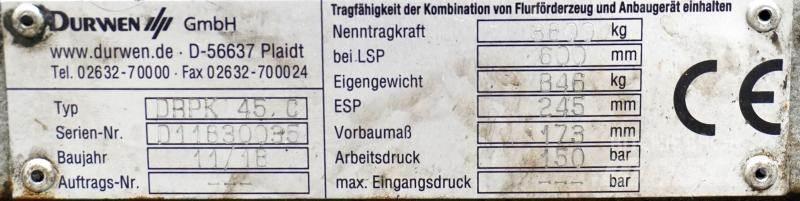 DURWEN GmbH
www.durwen.de · D-56637 Plaidt
Tel. 02632-70000 · Fax 02632-700024
Typ DRPK 45. C
Serien-Nr.
Baujahr 11/18
Auftrags-Nr. ---
Tragfähigkeit der Kombination von Flurförderzeug und Anbaugerät einhalten
Nenntragkraft kg
bei LSP 600 mm
Eigengewicht 846 kg
ESP 245 mm
Vorbaumaß 173 mm
Arbeitsdruck 150 bar
max. Eingangsdruck --- bar
CE